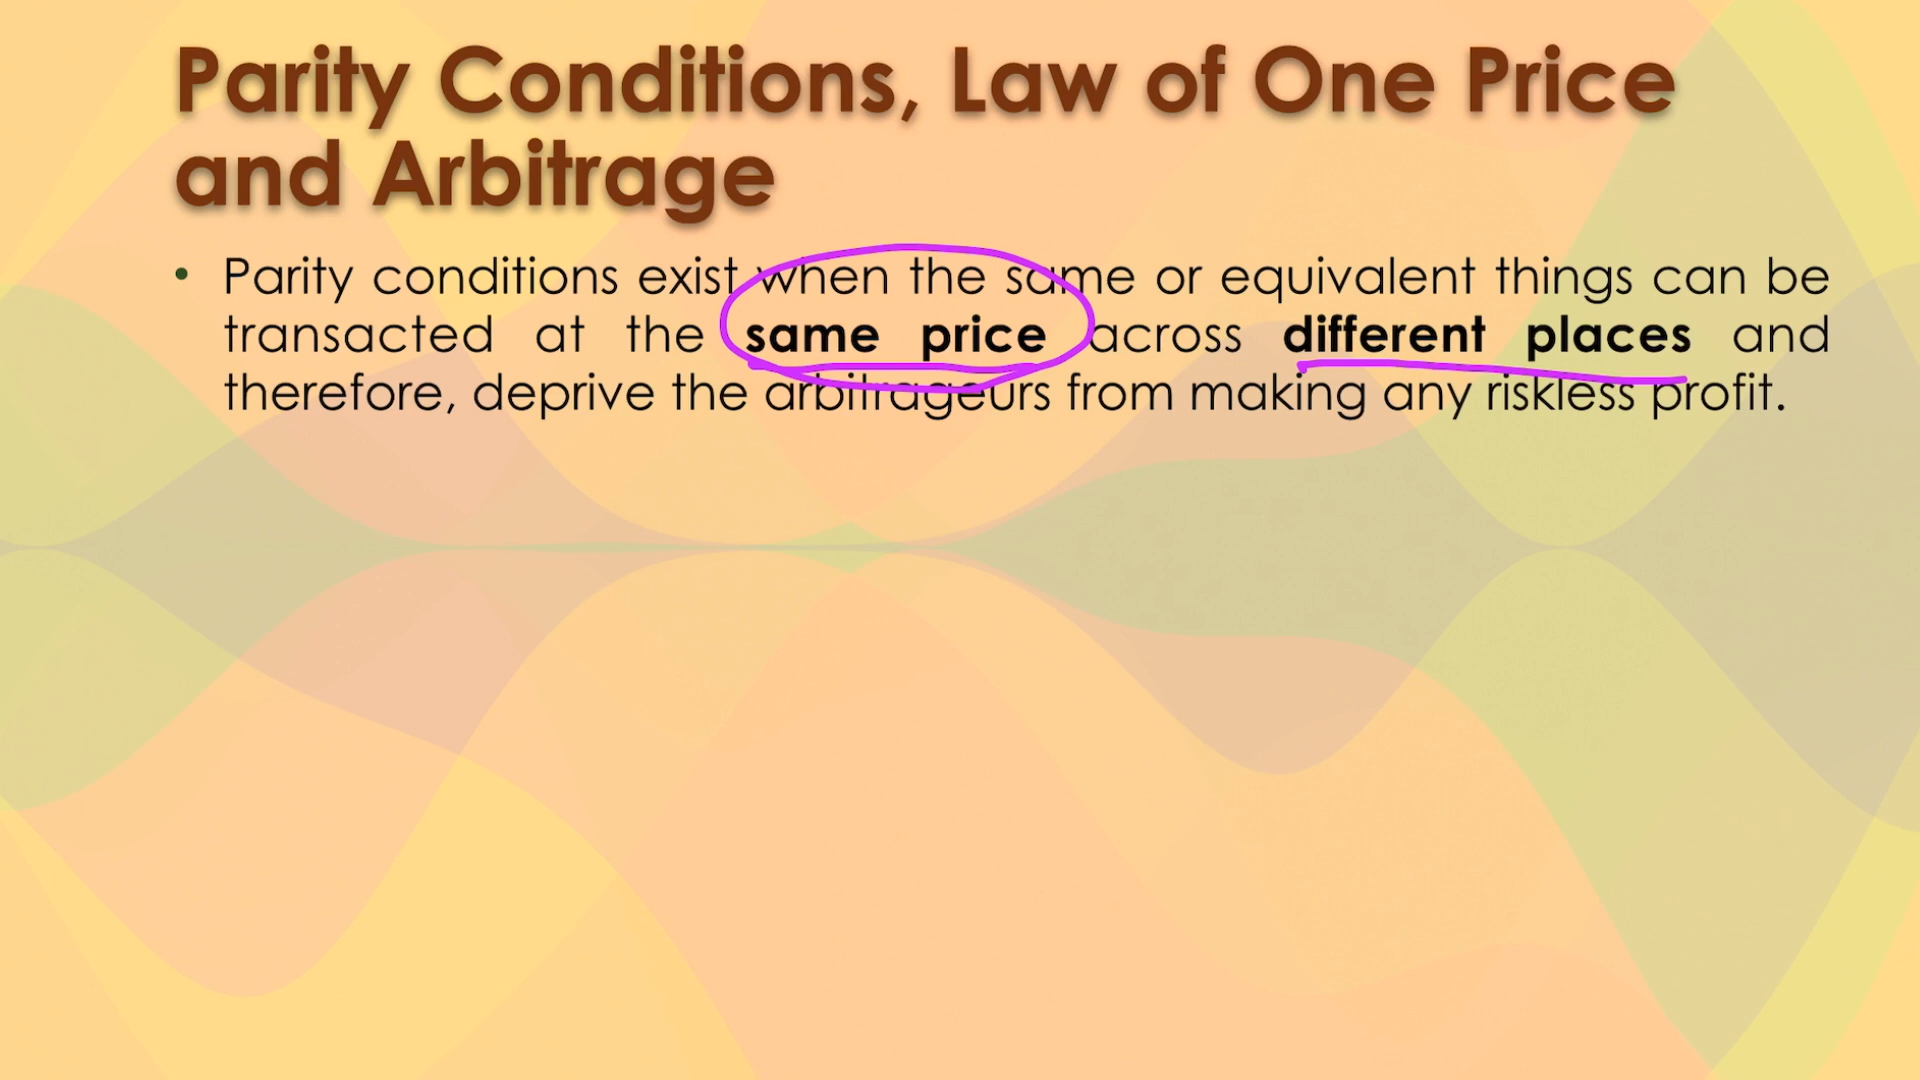 Parity Conditions, Law of One Price
and Arbitrage
• Parity conditions exist when the same or equivalent things can be
transacted at the same price across different places and
therefore, deprive the arbitrageurs from making any riskless profit.